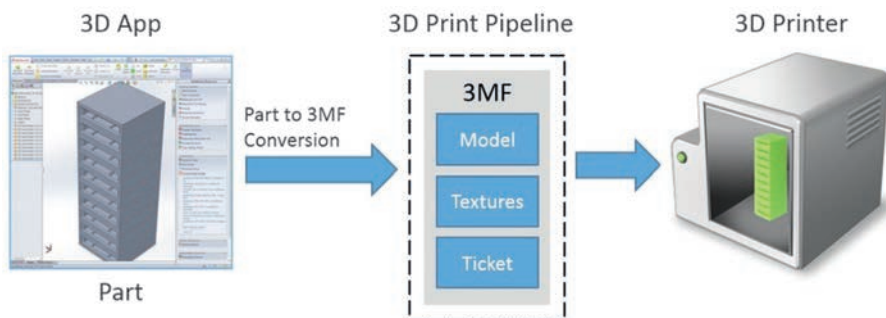 3D App
3D Print Pipeline
3D Printer
Part to 3MF
Conversion
3MF
Model
Textures
Ticket
Part